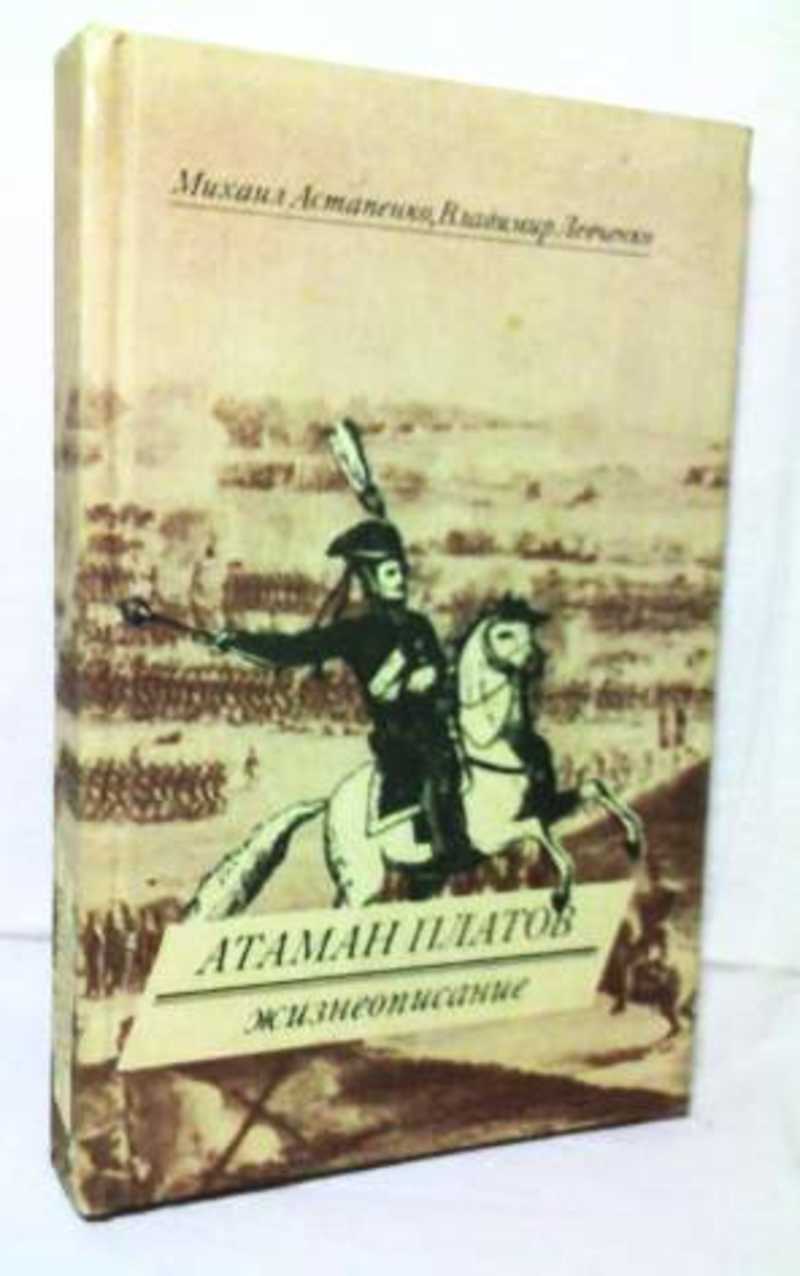 Михаил Астапенко, Владимир Левченко
АТАМАН ПЛАТОВ
жизнеописание